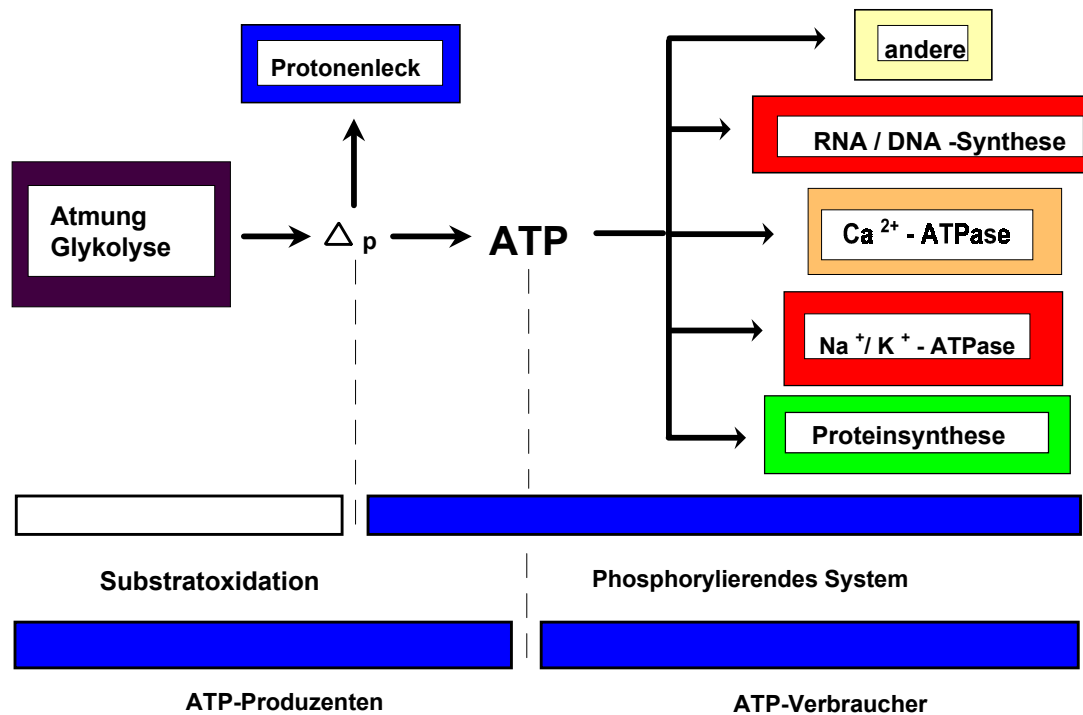 andere
Protonenleck
RNA / DNA -Synthese
Atmung
Glykolyse
Δ p
ATP
Ca 2+ - ATPase
Na +/ K + - ATPase
Proteinsynthese
Substratoxidation
Phosphorylierendes System
ATP-Produzenten
ATP-Verbraucher